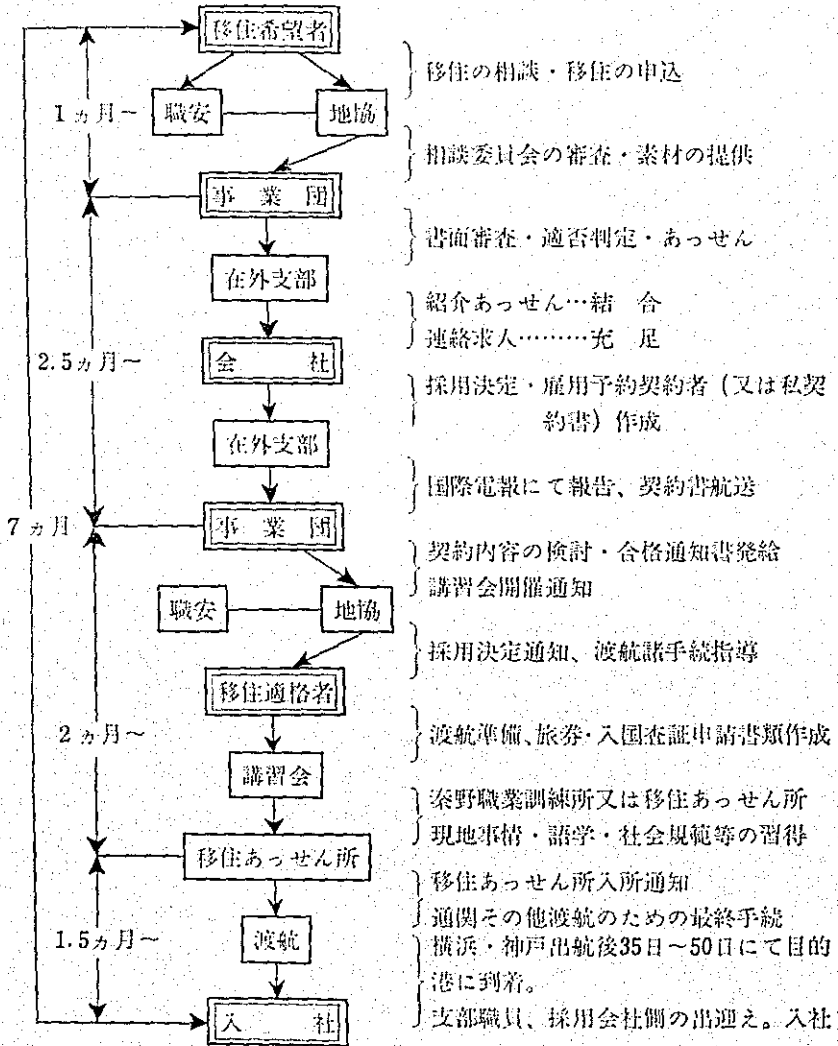 移住希望者
移住の相談・移住の申込
1ヵ月〜
職安
地協
相談委員会の審査・素材の提供
事業団
書面審査・適否判定・あっせん
在外支部
紹介あっせん…結 合
連絡求人………充 足
2.5ヵ月〜
会 社
採用決定・雇用予約契約者(又は私契
約書)作成
在外支部
国際電報にて報告、契約書航送
7ヵ月
事業団
契約内容の検討・合格通知書発給
講習会開催通知
職安
地協
採用決定通知、渡航諸手続指導
移住適格者
2ヵ月〜
渡航準備、旅券・入国査証申請書類作成
講習会
秦野職業訓練所又は移住あっせん所
現地事情・語学・社会規範等の習得
移住あっせん所
移住あっせん所入所通知
通関その他渡航のための最終手続
1.5ヵ月〜
渡航
横浜・神戸出航後35日〜50日にて目的
港に到着。
支部職員、採用会社側の出迎え。入社
入 社